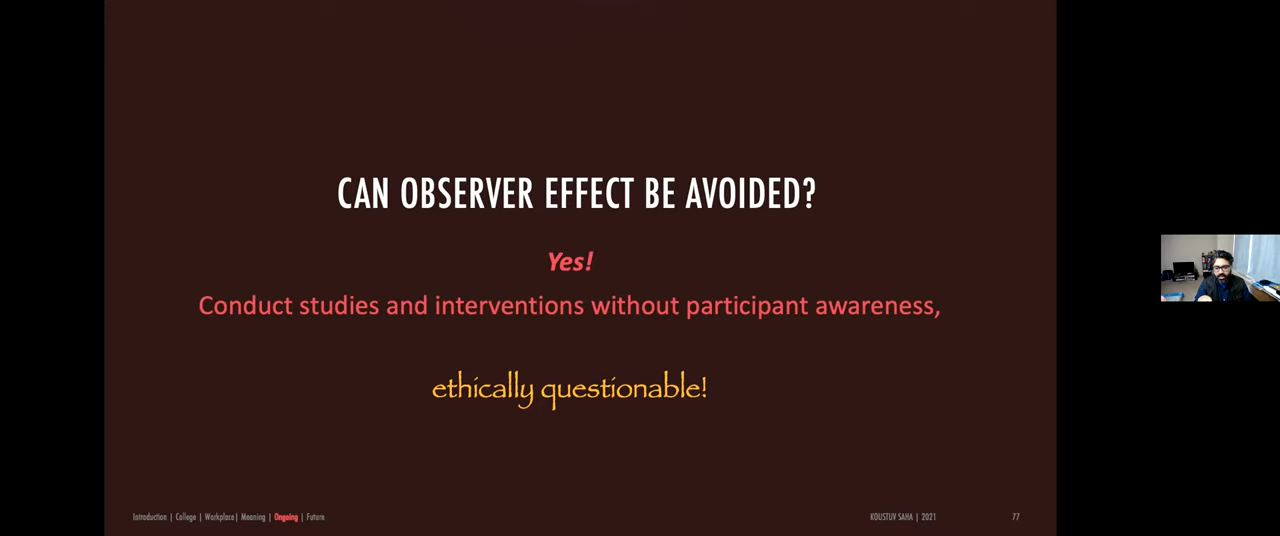 CAN OBSERVER EFFECT BE AVOIDED?
Yes!
Conduct studies and interventions without participant awareness,
ethically questionable!
Introduction | College | Workplace | Meaning | Ongoing | Future
KOUSTUV SAHA | 2021
77